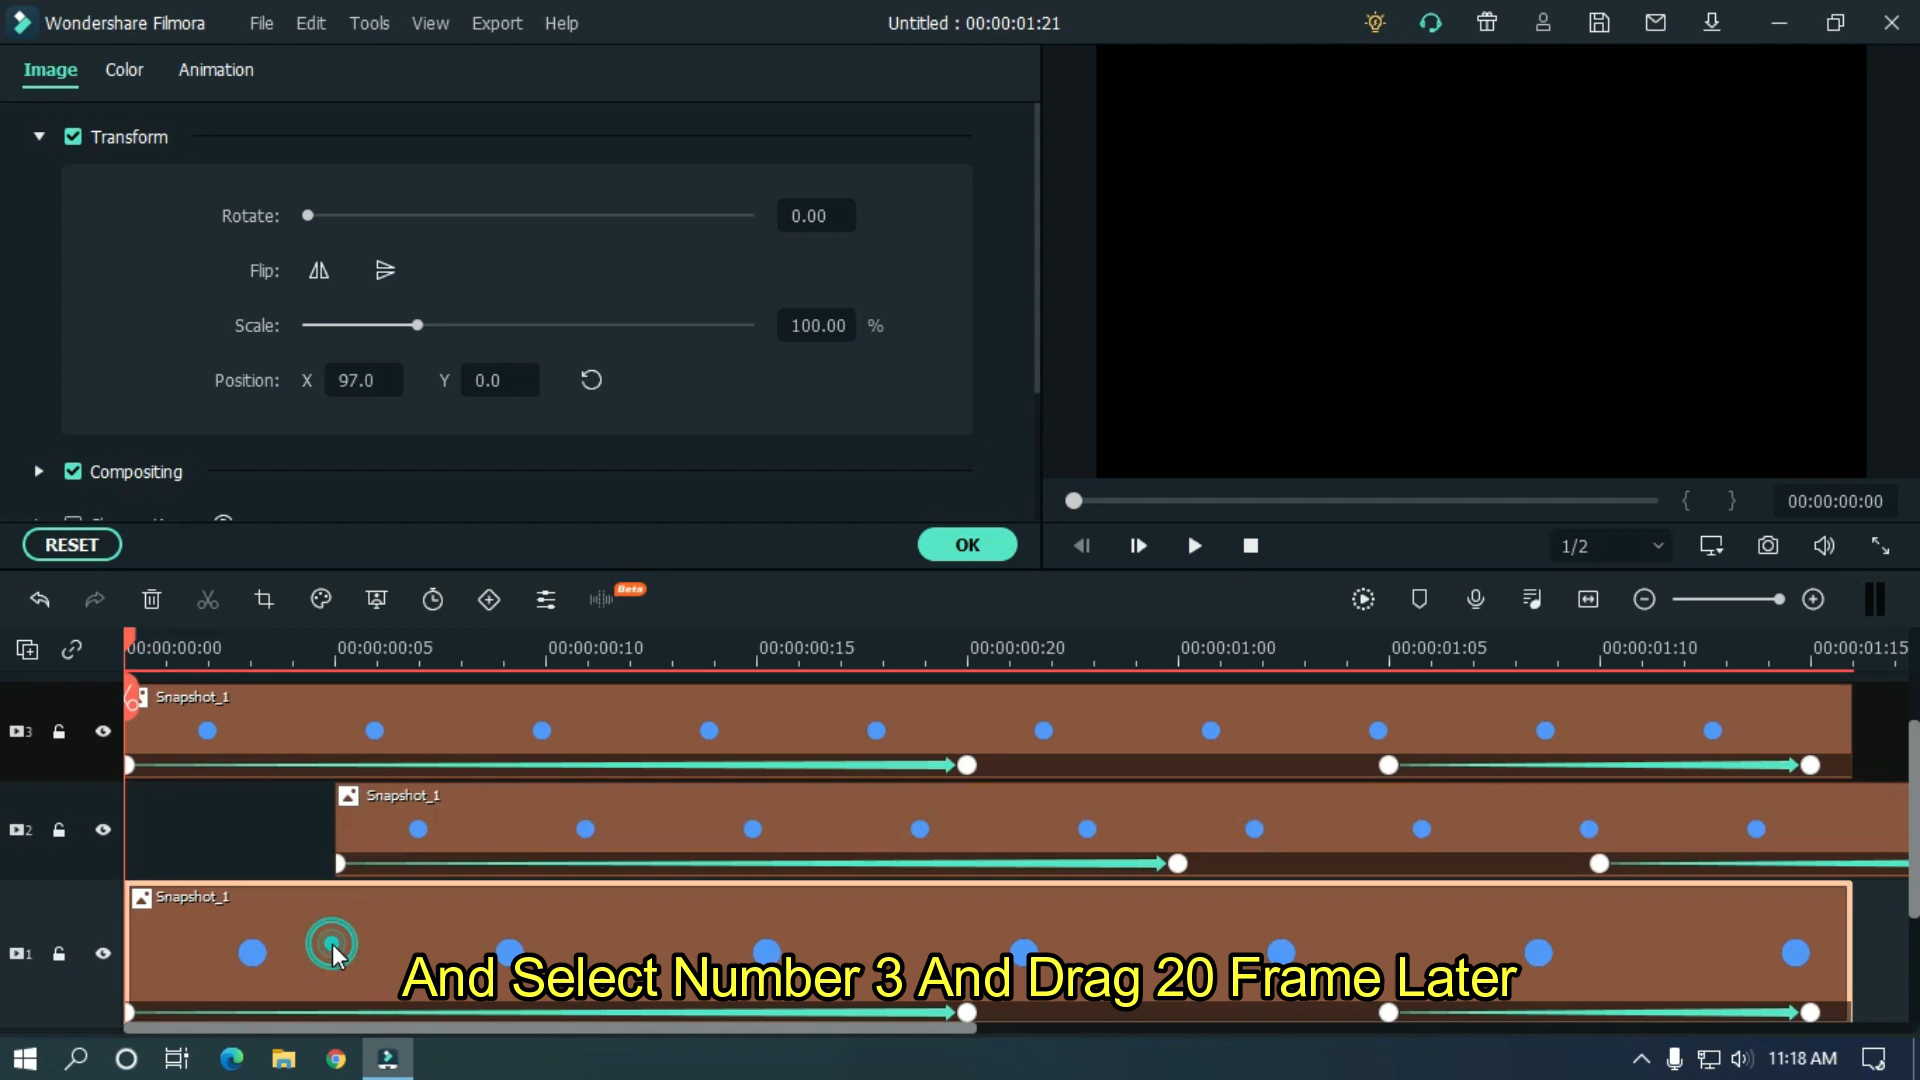 Wondershare Filmora File Edit Tools View Export Help Untitled : 00:00:01:21
Image Color Animation
Transform
Rotate: 0.00
Flip:
Scale: 100.00 %
Position: X 97.0 Y 0.0
Compositing
{ } 00:00:00:00
RESET OK 1/2
Beta
00:00:00:00 00:00:00:05 00:00:00:10 00:00:00:15 00:00:00:20 00:00:01:00 00:00:01:05 00:00:01:10 00:00:01:15
Snapshot_1
3
Snapshot_1
2
Snapshot_1
1
And Select Number 3 And Drag 20 Frame Later
11:18 AM